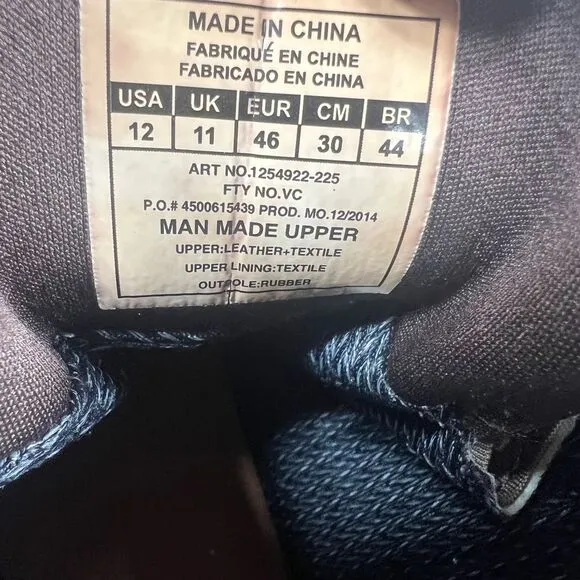 MADE IN CHINA
FABRIQUÉ EN CHINE
FABRICADO EN CHINA
USA UK EUR CM BR
12 11 46 30 44
ART NO.1254922-225
FTY NO.VC
P.O.# 4500615439 PROD. MO.12/2014
MAN MADE UPPER
UPPER:LEATHER+TEXTILE
UPPER LINING:TEXTILE
OUTSOLE:RUBBER